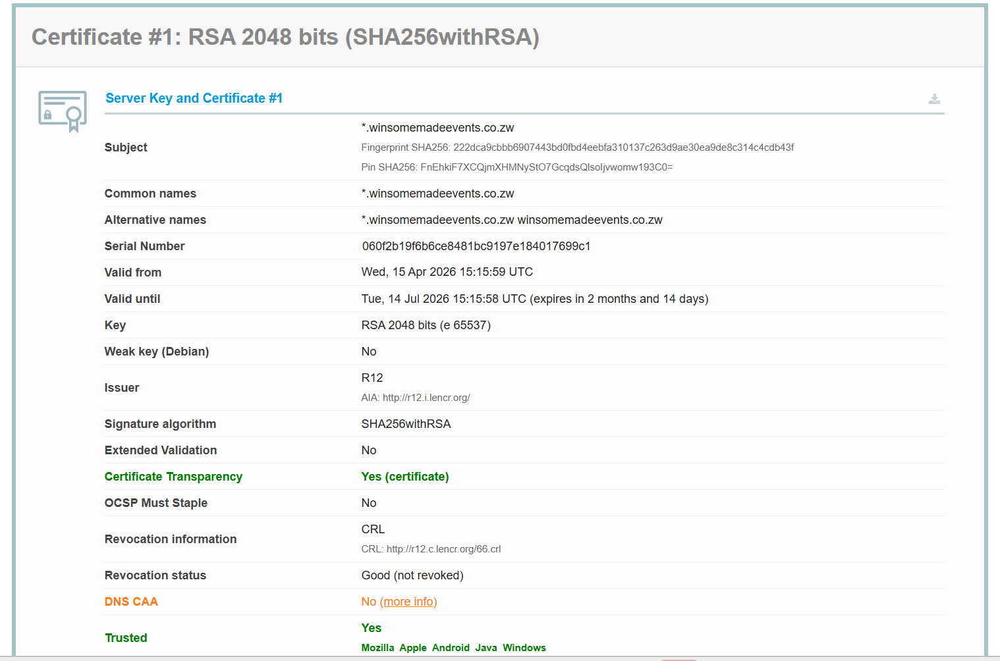 Certificate #1: RSA 2048 bits (SHA256withRSA)
Server Key and Certificate #1
Subject
*.winsomemadeevents.co.zw
Fingerprint SHA256: 222dca9cbbb6907443bd0fbd4eebfa310137c263d9ae30ea9de8c314c4cdb43f
Pin SHA256: FnEhkiF7XCQjmXHMNyStO7GcqdsQlsoIjvwomw193C0=
Common names *.winsomemadeevents.co.zw
Alternative names *.winsomemadeevents.co.zw winsomemadeevents.co.zw
Serial Number 060f2b19f6b6ce8481bc9197e184017699c1
Valid from Wed, 15 Apr 2026 15:15:59 UTC
Valid until Tue, 14 Jul 2026 15:15:58 UTC (expires in 2 months and 14 days)
Key RSA 2048 bits (e 65537)
Weak key (Debian) No
Issuer
R12
AIA: http://r12.i.lencr.org/
Signature algorithm SHA256withRSA
Extended Validation No
Certificate Transparency Yes (certificate)
OCSP Must Staple No
Revocation information
CRL
CRL: http://r12.c.lencr.org/66.crl
Revocation status Good (not revoked)
DNS CAA No (more info)
Trusted
Yes
Mozilla Apple Android Java Windows